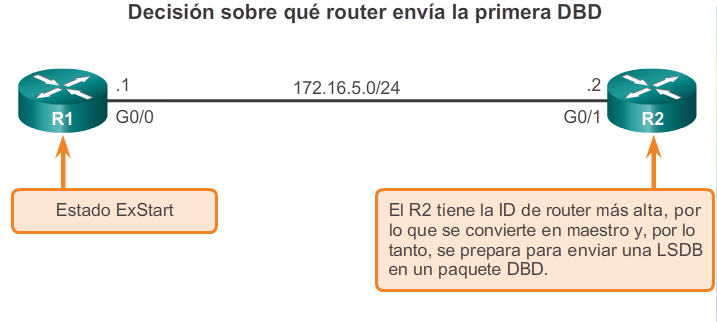 Decisión sobre qué router envía la primera DBD
.1
172.16.5.0/24
.2
R1
G0/0
G0/1
R2
Estado ExStart
El R2 tiene la ID de router más alta, por
lo que se convierte en maestro y, por lo
tanto, se prepara para enviar una LSDB
en un paquete DBD.